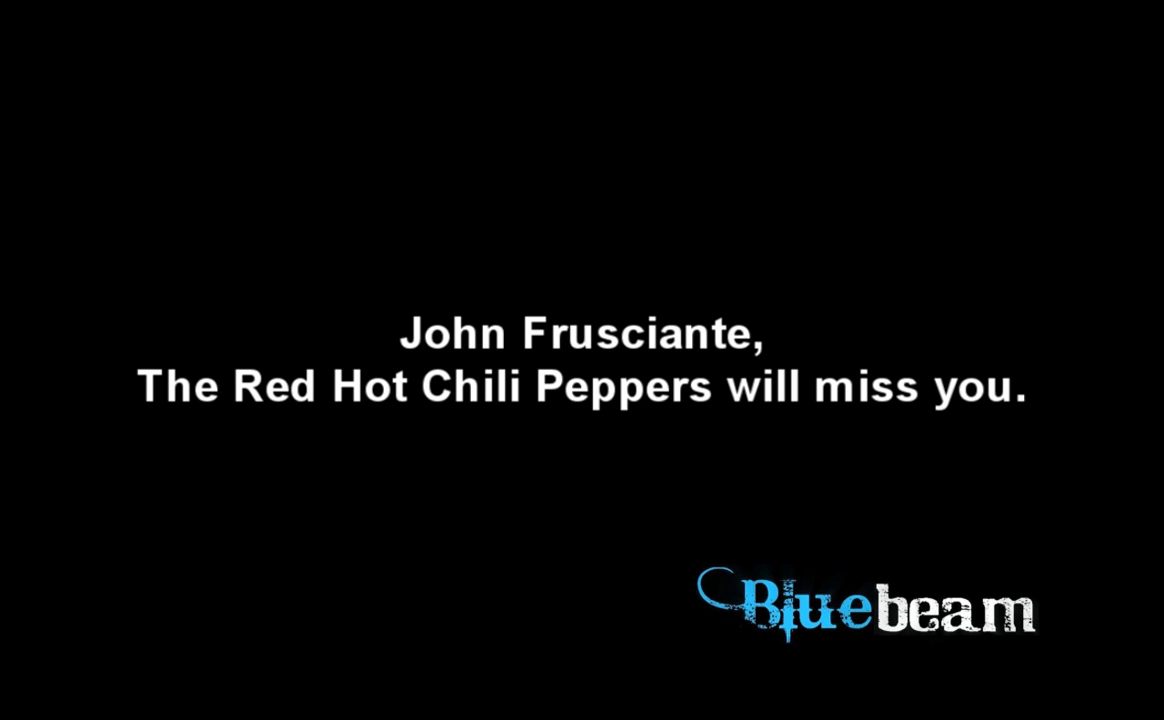 John Frusciante,
The Red Hot Chili Peppers will miss you.
Bluebeam